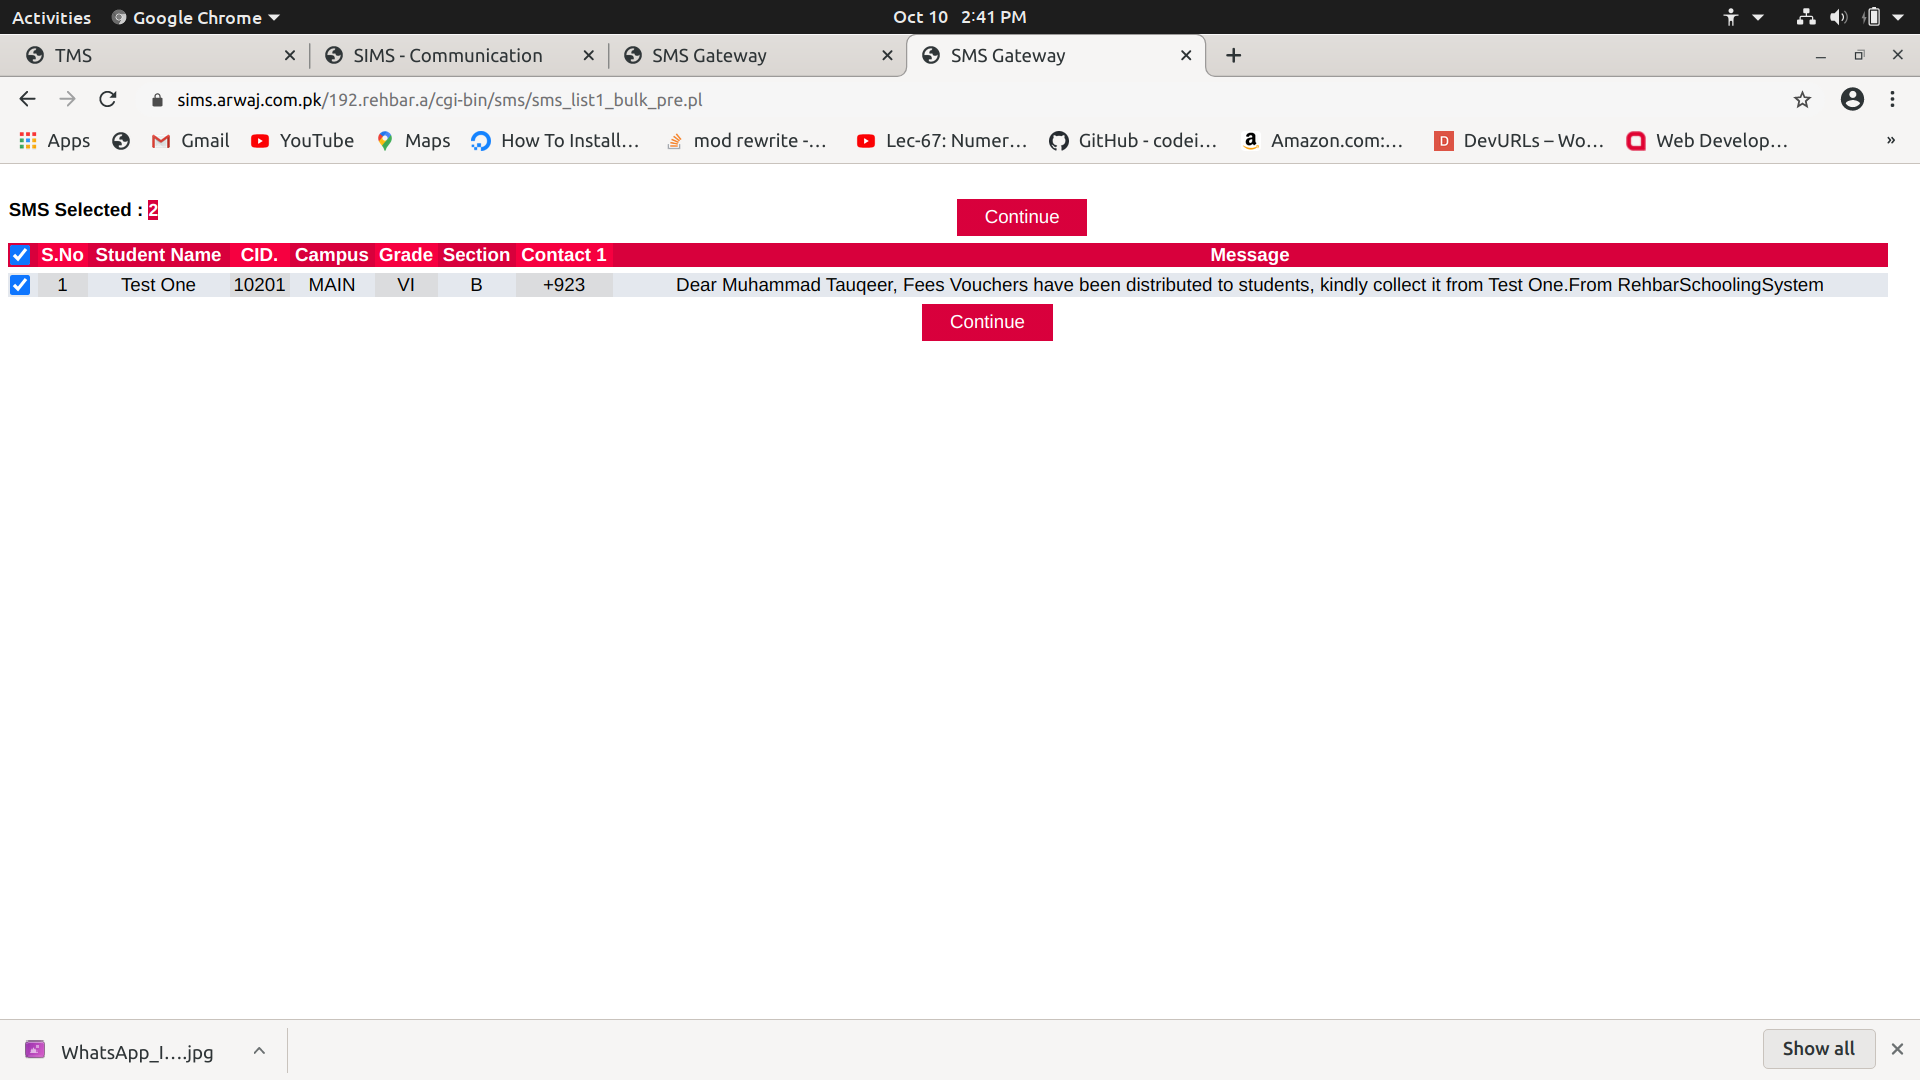 Activities Google Chrome Oct 10 2:41 PM
TMS SIMS - Communication SMS Gateway SMS Gateway
sims.arwaj.com.pk/192.rehbar.a/cgi-bin/sms/sms_list1_bulk_pre.pl
Apps Gmail YouTube Maps How To Install... mod rewrite -... Lec-67: Numer... GitHub - codei... Amazon.com:... DevURLs – Wo... Web Develop... »
SMS Selected : 2
Continue
S.No Student Name CID. Campus Grade Section Contact 1 Message
1 Test One 10201 MAIN VI B +923 Dear Muhammad Tauqeer, Fees Vouchers have been distributed to students, kindly collect it from Test One.From RehbarSchoolingSystem
Continue
WhatsApp_I....jpg Show all